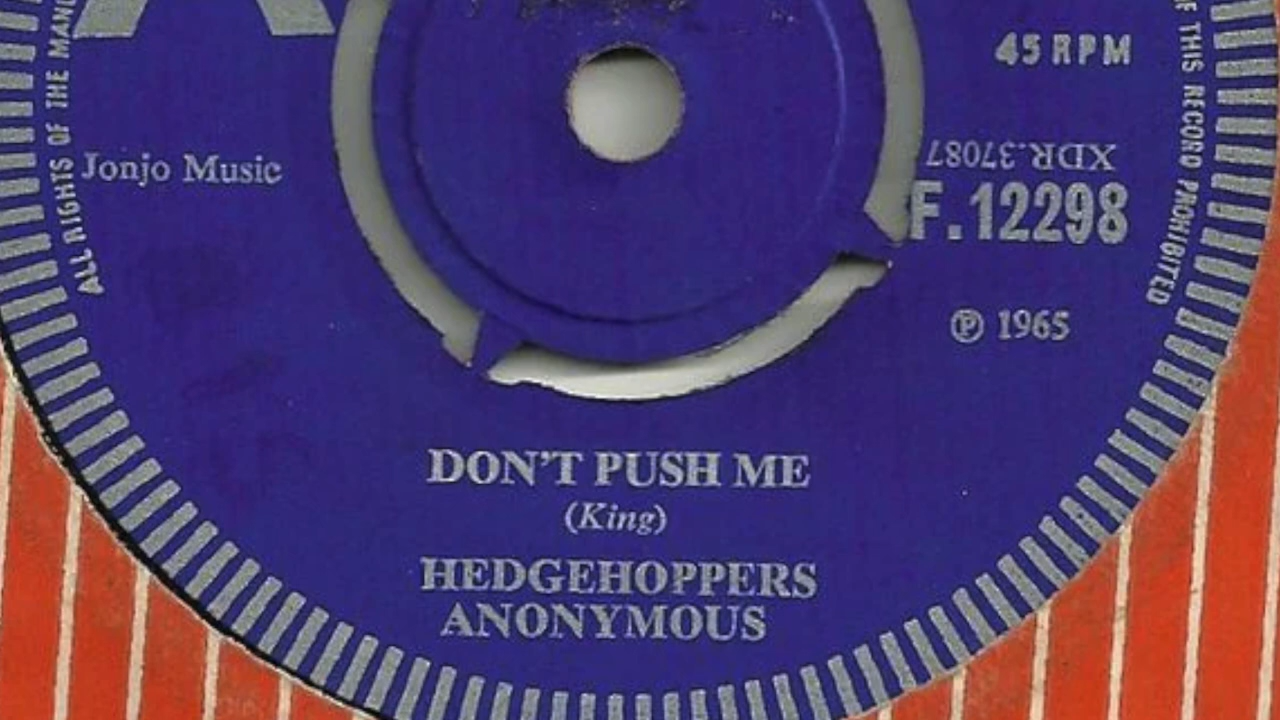 45 RPM
ALL RIGHTS OF THE
F THIS RECORD PROHIBITED
Jonjo Music
XDR.37087
F.12298
℗ 1965
DON'T PUSH ME
(King)
HEDGEHOPPERS
ANONYMOUS